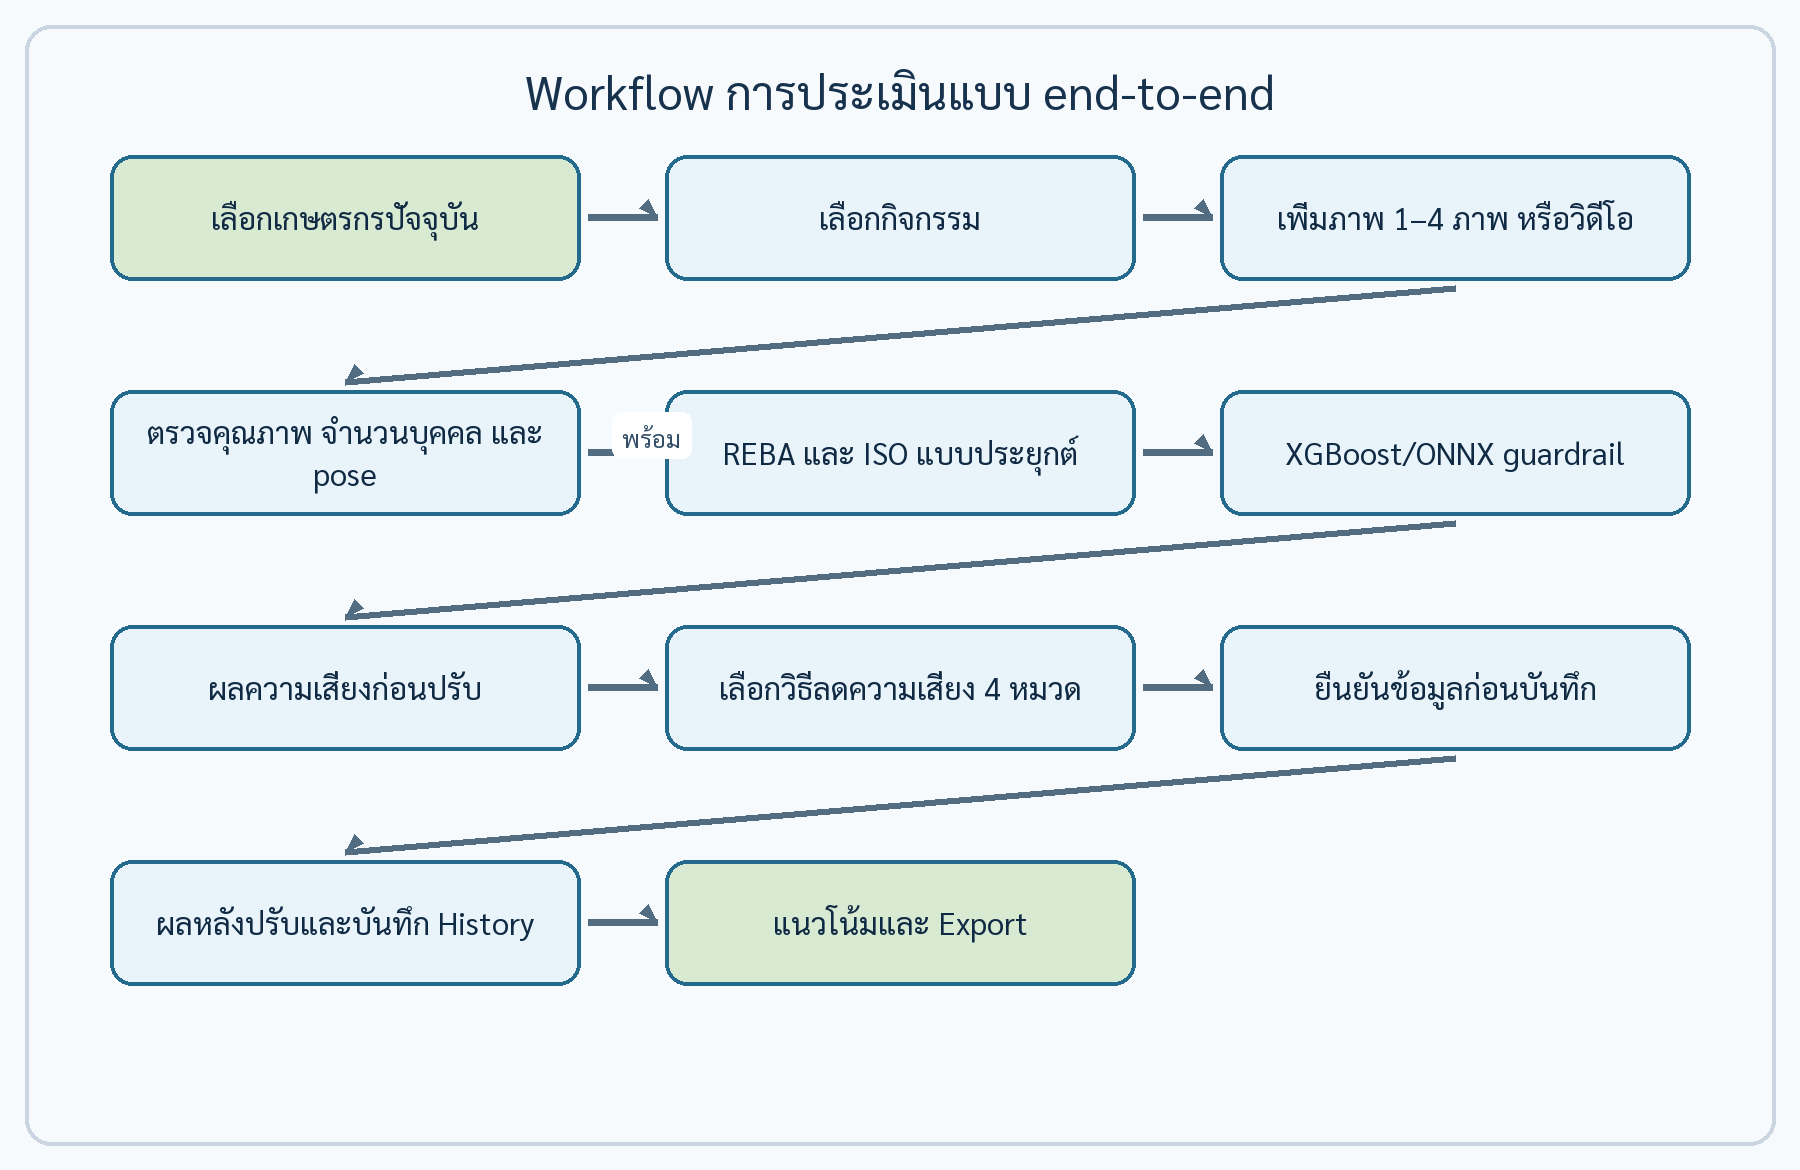 Workflow การประเมินแบบ end-to-end
เลือกเกษตรกรปัจจุบัน
เลือกกิจกรรม
เพิ่มภาพ 1–4 ภาพ หรือวิดีโอ
ตรวจคุณภาพ จำนวนบุคคล และ
pose
พร้อม
REBA และ ISO แบบประยุกต์
XGBoost/ONNX guardrail
ผลความเสี่ยงก่อนปรับ
เลือกวิธีลดความเสี่ยง 4 หมวด
ยืนยันข้อมูลก่อนบันทึก
ผลหลังปรับและบันทึก History
แนวโน้มและ Export